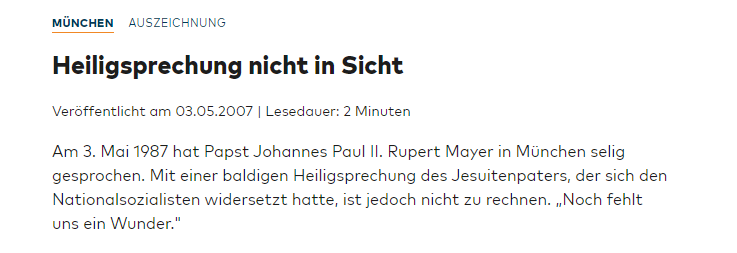 MÜNCHEN AUSZEICHNUNG
Heiligsprechung nicht in Sicht
Veröffentlicht am 03.05.2007 | Lesedauer: 2 Minuten
Am 3. Mai 1987 hat Papst Johannes Paul II. Rupert Mayer in München selig
gesprochen. Mit einer baldigen Heiligsprechung des Jesuitenpaters, der sich den
Nationalsozialisten widersetzt hatte, ist jedoch nicht zu rechnen. „Noch fehlt
uns ein Wunder."